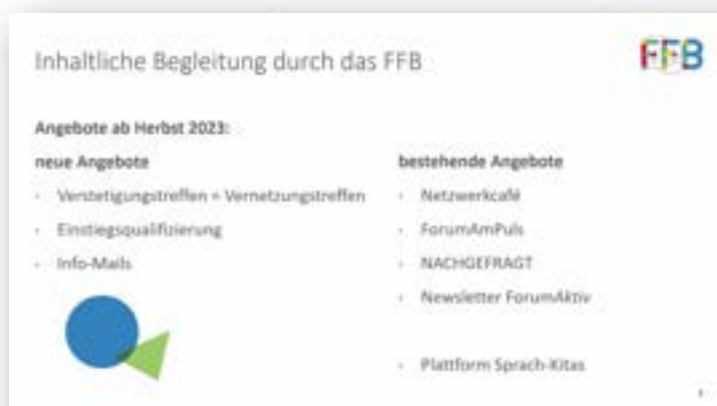 Inhaltliche Begleitung durch das FFB
FFB
Angebote ab Herbst 2023:
neue Angebote
· Verstetigungstreffen = Vernetzungstreffen
· Einstiegsqualifizierung
· Info-Mails
bestehende Angebote
· Netzwerkcafé
· ForumAmPuls
· NACHGEFRAGT
· Newsletter ForumAktiv
· Plattform Sprach-Kitas